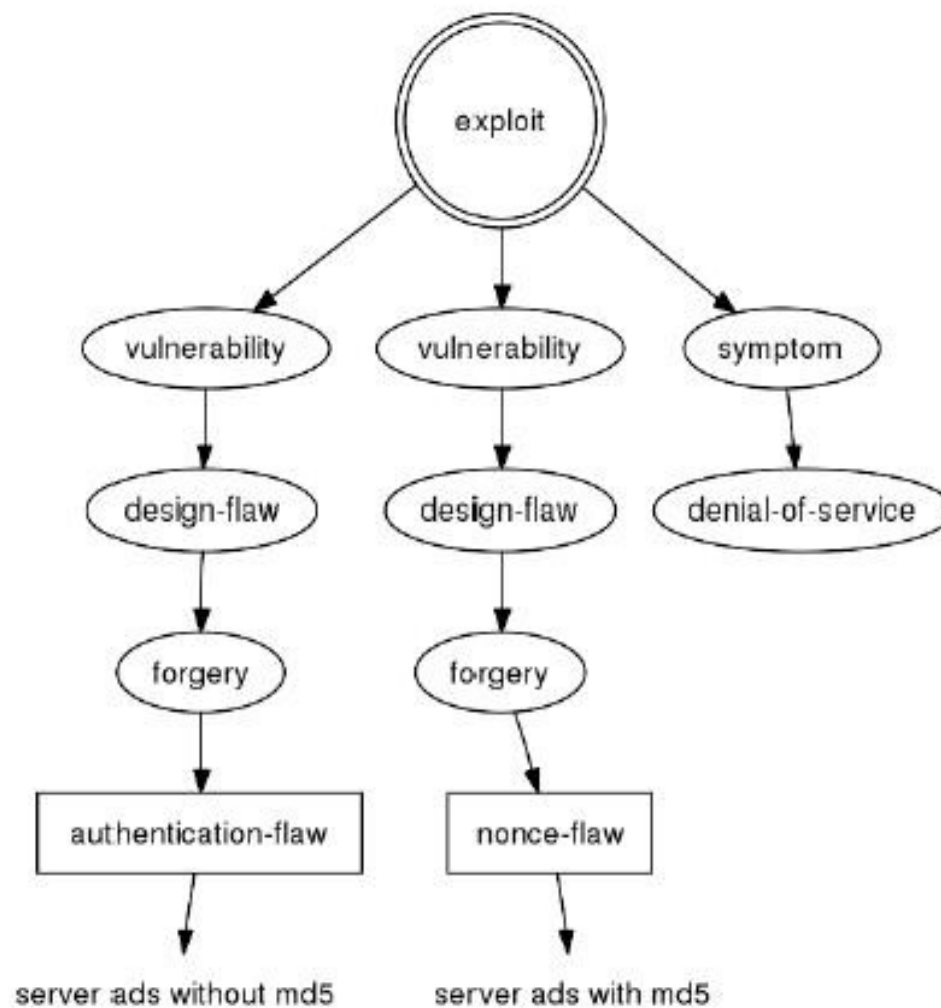 exploit
vulnerability
vulnerability
symptom
design-flaw
design-flaw
denial-of-service
forgery
forgery
authentication-flaw
nonce-flaw
server ads without md5
server ads with md5